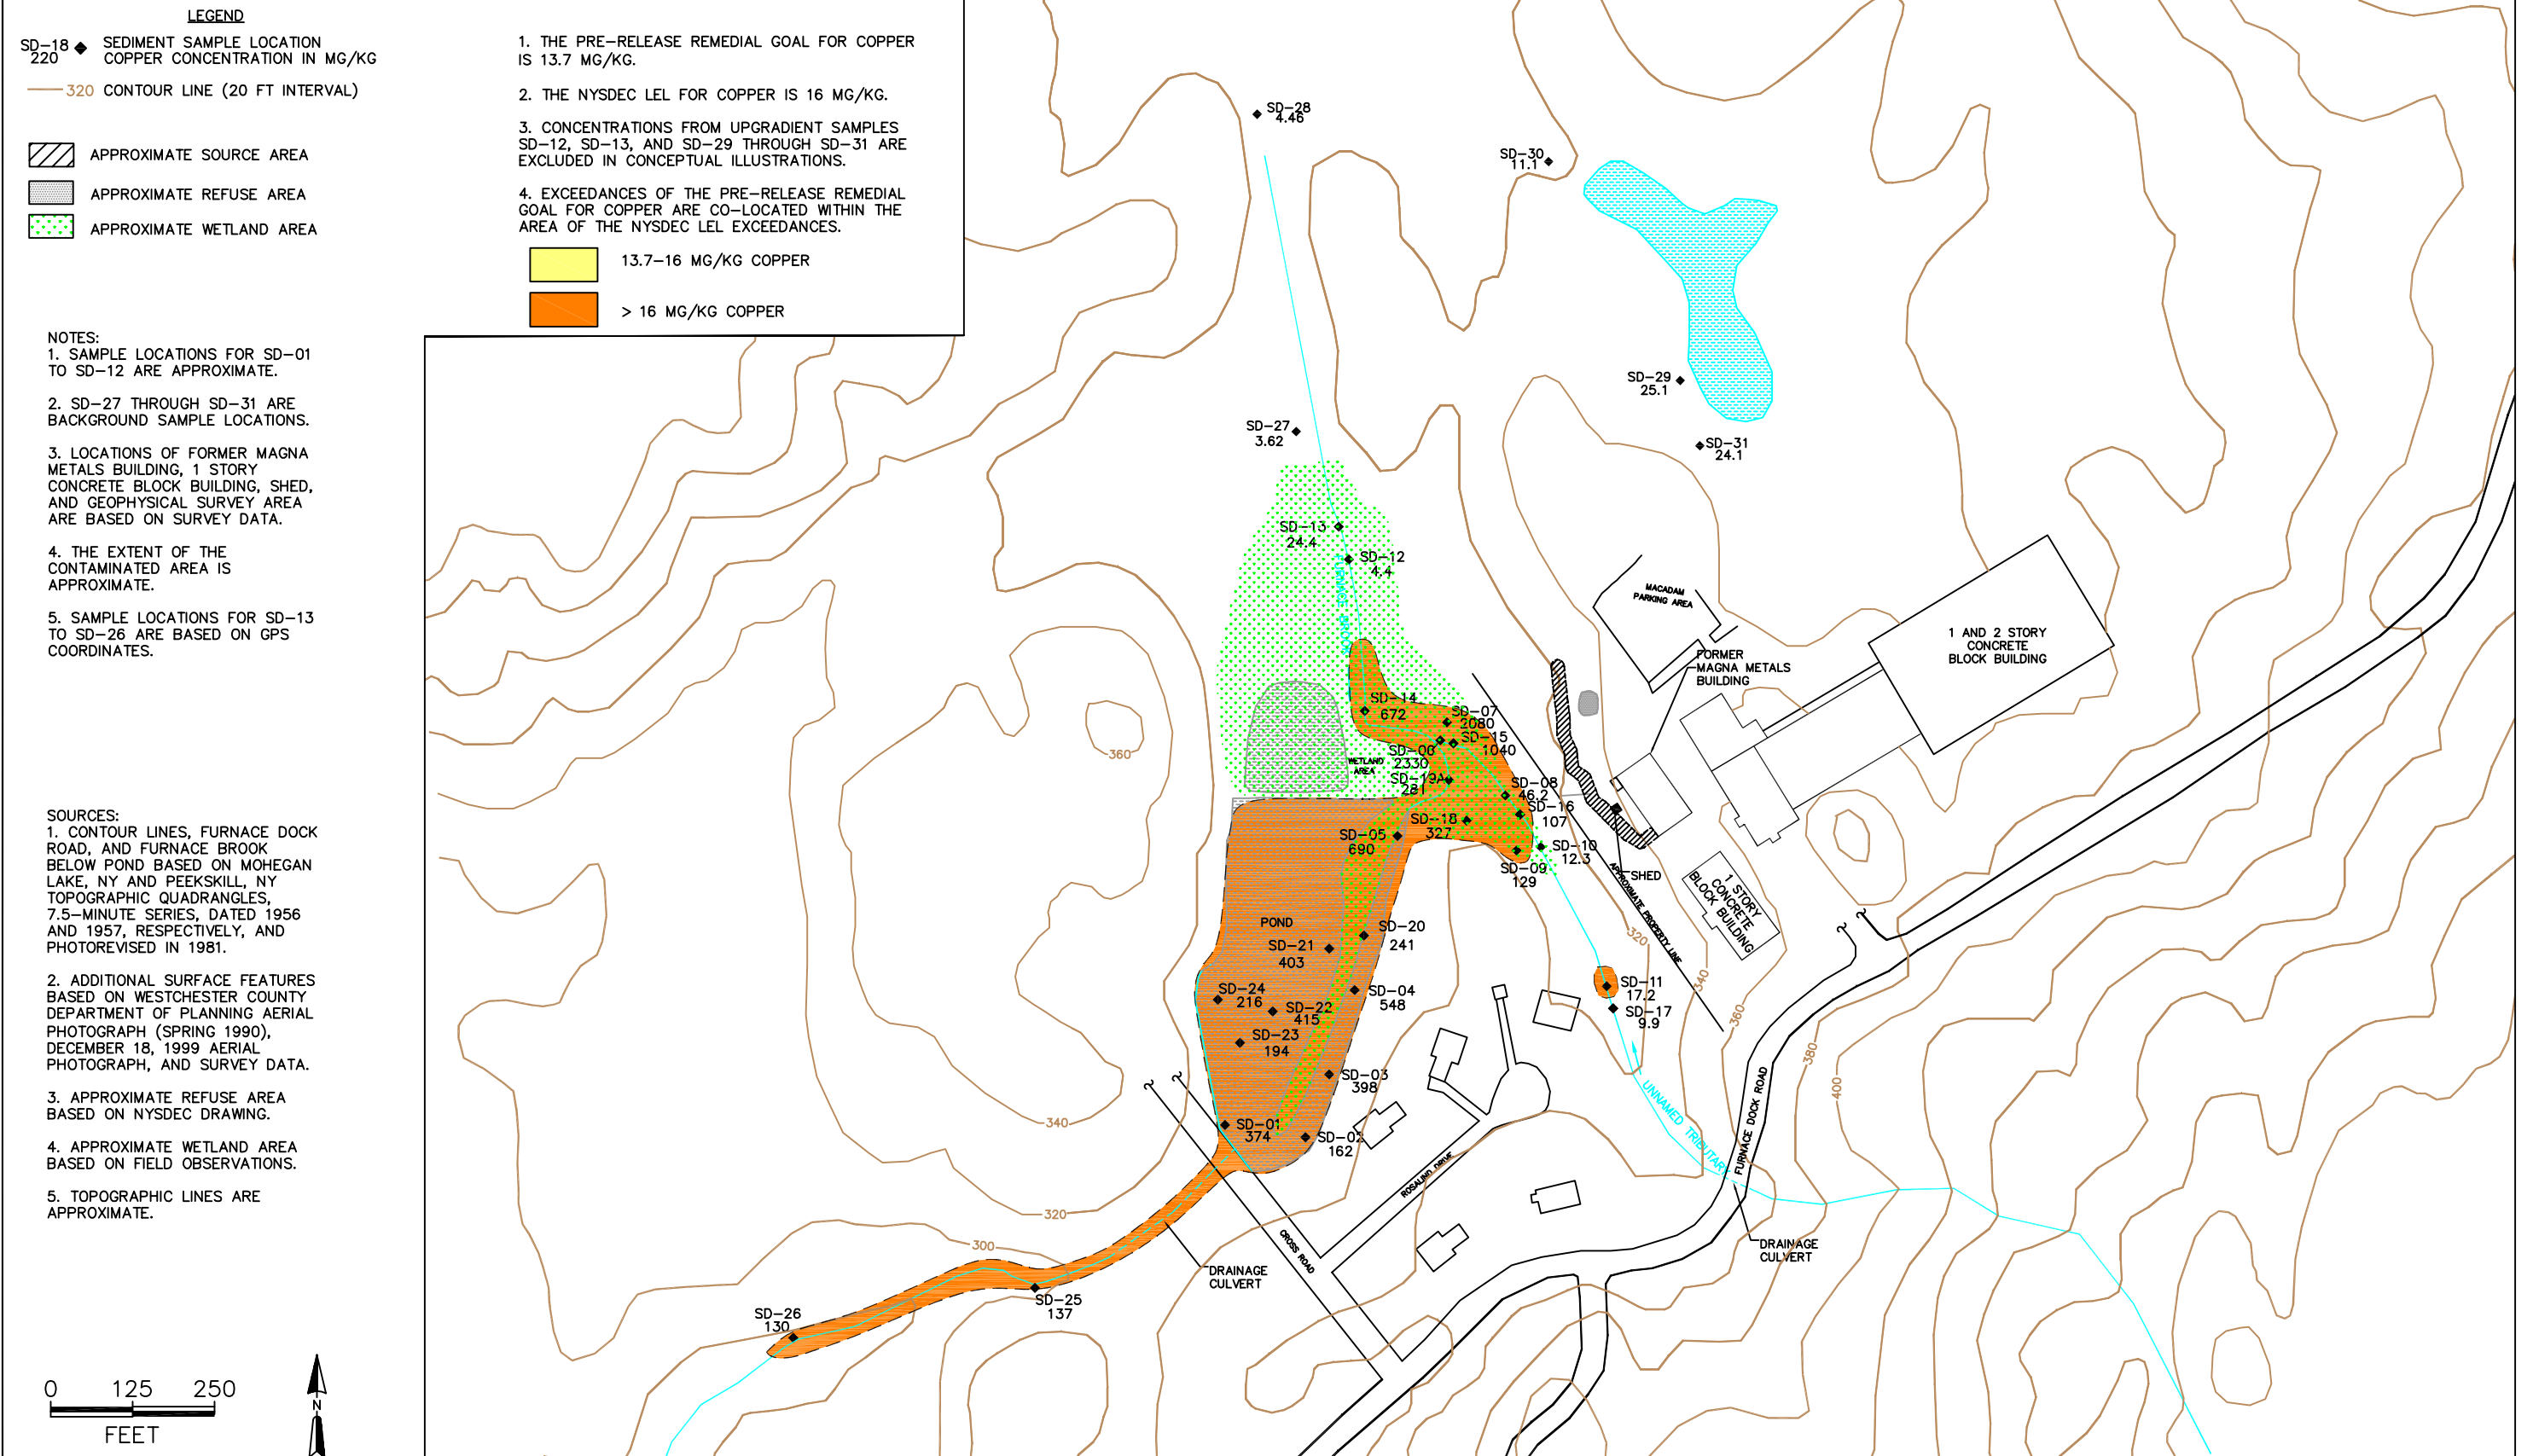 LEGEND
SD-18
220
SEDIMENT SAMPLE LOCATION
COPPER CONCENTRATION IN MG/KG
320 CONTOUR LINE (20 FT INTERVAL)
APPROXIMATE SOURCE AREA
APPROXIMATE REFUSE AREA
APPROXIMATE WETLAND AREA
1. THE PRE-RELEASE REMEDIAL GOAL FOR COPPER
IS 13.7 MG/KG.
2. THE NYSDEC LEL FOR COPPER IS 16 MG/KG.
3. CONCENTRATIONS FROM UPGRADIENT SAMPLES
SD-12, SD-13, AND SD-29 THROUGH SD-31 ARE
EXCLUDED IN CONCEPTUAL ILLUSTRATIONS.
4. EXCEEDANCES OF THE PRE-RELEASE REMEDIAL
GOAL FOR COPPER ARE CO-LOCATED WITHIN THE
AREA OF THE NYSDEC LEL EXCEEDANCES.
13.7-16 MG/KG COPPER
> 16 MG/KG COPPER
NOTES:
1. SAMPLE LOCATIONS FOR SD-01
TO SD-12 ARE APPROXIMATE.
2. SD-27 THROUGH SD-31 ARE
BACKGROUND SAMPLE LOCATIONS.
3. LOCATIONS OF FORMER MAGNA
METALS BUILDING, 1 STORY
CONCRETE BLOCK BUILDING, SHED,
AND GEOPHYSICAL SURVEY AREA
ARE BASED ON SURVEY DATA.
4. THE EXTENT OF THE
CONTAMINATED AREA IS
APPROXIMATE.
5. SAMPLE LOCATIONS FOR SD-13
TO SD-26 ARE BASED ON GPS
COORDINATES.
SOURCES:
1. CONTOUR LINES, FURNACE DOCK
ROAD, AND FURNACE BROOK
BELOW POND BASED ON MOHEGAN
LAKE, NY AND PEEKSKILL, NY
TOPOGRAPHIC QUADRANGLES,
7.5-MINUTE SERIES, DATED 1956
AND 1957, RESPECTIVELY, AND
PHOTOREVISED IN 1981.
2. ADDITIONAL SURFACE FEATURES
BASED ON WESTCHESTER COUNTY
DEPARTMENT OF PLANNING AERIAL
PHOTOGRAPH (SPRING 1990),
DECEMBER 18, 1999 AERIAL
PHOTOGRAPH, AND SURVEY DATA.
3. APPROXIMATE REFUSE AREA
BASED ON NYSDEC DRAWING.
4. APPROXIMATE WETLAND AREA
BASED ON FIELD OBSERVATIONS.
5. TOPOGRAPHIC LINES ARE
APPROXIMATE.
0 125 250
FEET
N
SD-28
4.46
SD-30
11.1
SD-29
25.1
SD-27
3.62
SD-31
24.1
SD-13
24.4
SD-12
4.4
FURNACE BROOK
MACADAM
PARKING AREA
1 AND 2 STORY
CONCRETE
BLOCK BUILDING
FORMER
MAGNA METALS
BUILDING
SD-14
672
SD-07
2080
SD-15
1040
SD-06
2330
WETLAND
AREA
SD-19A
281
SD-08
46.2
SD-16
107
SD-18
327
SD-05
690
SD-10
12.3
SD-09
129
SHED
APPROXIMATE PROPERTY LINE
1 STORY
CONCRETE
BLOCK BUILDING
360
POND
SD-20
241
SD-21
403
320
340
360
380
400
SD-24
216
SD-22
415
SD-04
548
SD-11
17.2
SD-17
9.9
SD-23
194
SD-03
398
SD-01
374
SD-02
162
340
320
300
UNNAMED TRIBUTARY
FURNACE DOCK ROAD
ROSALIND DRIVE
CROSS ROAD
DRAINAGE
CULVERT
DRAINAGE
CULVERT
SD-25
137
SD-26
130